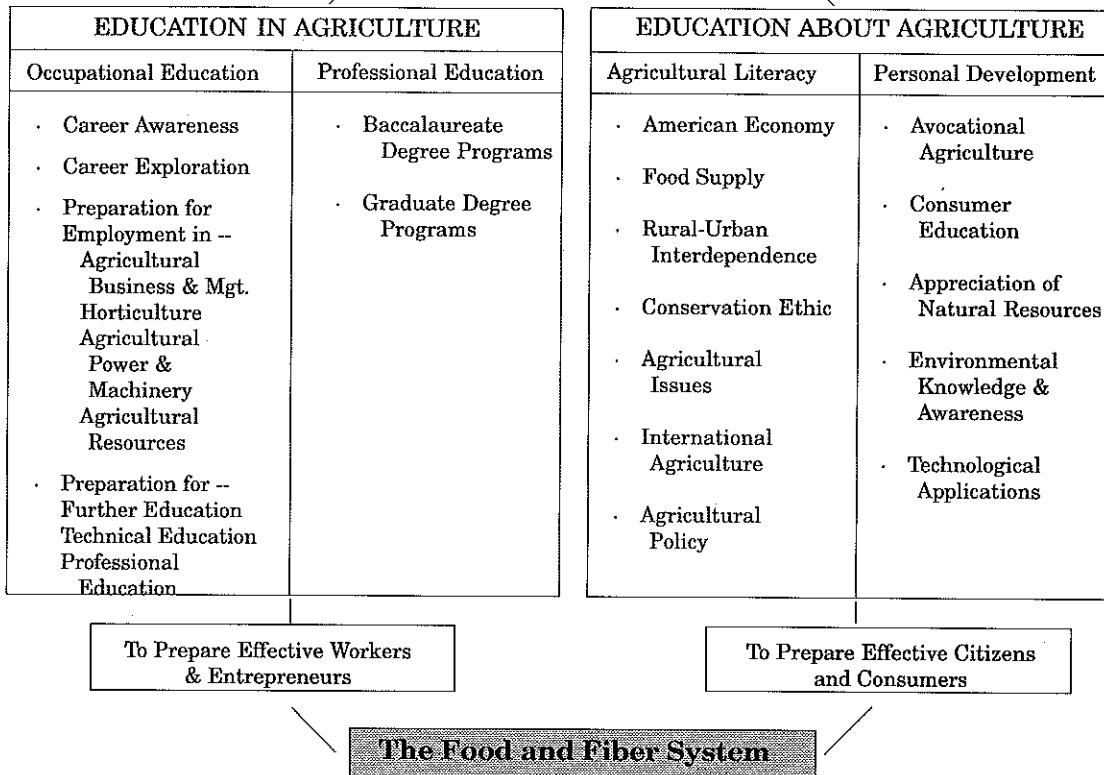 EDUCATION IN AGRICULTURE
Occupational Education
· Career Awareness
· Career Exploration
· Preparation for
Employment in --
Agricultural
Business & Mgt.
Horticulture
Agricultural
Power &
Machinery
Agricultural
Resources
· Preparation for --
Further Education
Technical Education
Professional
Education
Professional Education
· Baccalaureate
Degree Programs
· Graduate Degree
Programs
To Prepare Effective Workers
& Entrepreneurs
EDUCATION ABOUT AGRICULTURE
Agricultural Literacy
· American Economy
· Food Supply
· Rural-Urban
Interdependence
· Conservation Ethic
· Agricultural
Issues
· International
Agriculture
· Agricultural
Policy
Personal Development
· Avocational
Agriculture
· Consumer
Education
· Appreciation of
Natural Resources
· Environmental
Knowledge &
Awareness
· Technological
Applications
To Prepare Effective Citizens
and Consumers
The Food and Fiber System